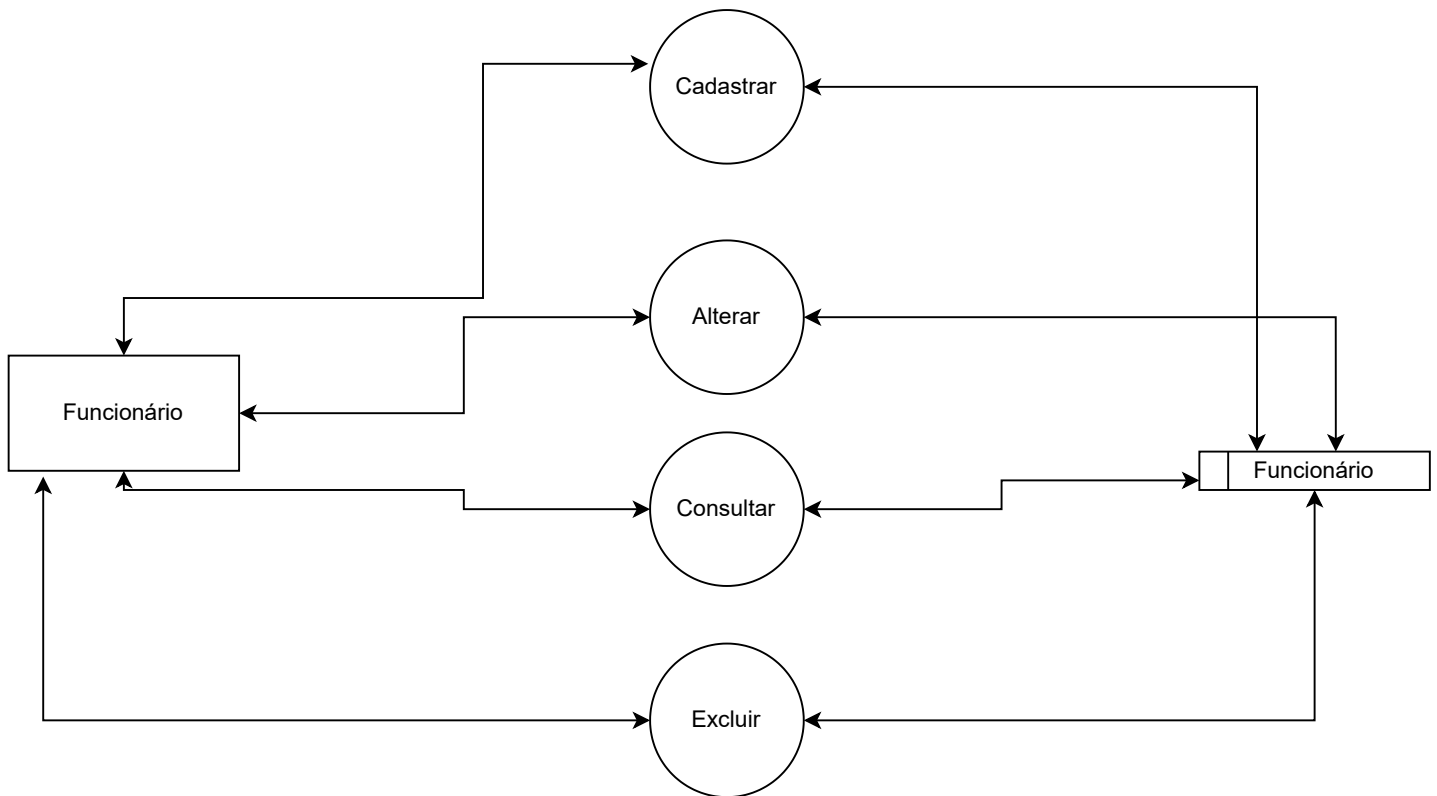 Cadastrar
Alterar
Funcionário
Funcionário
Consultar
Excluir